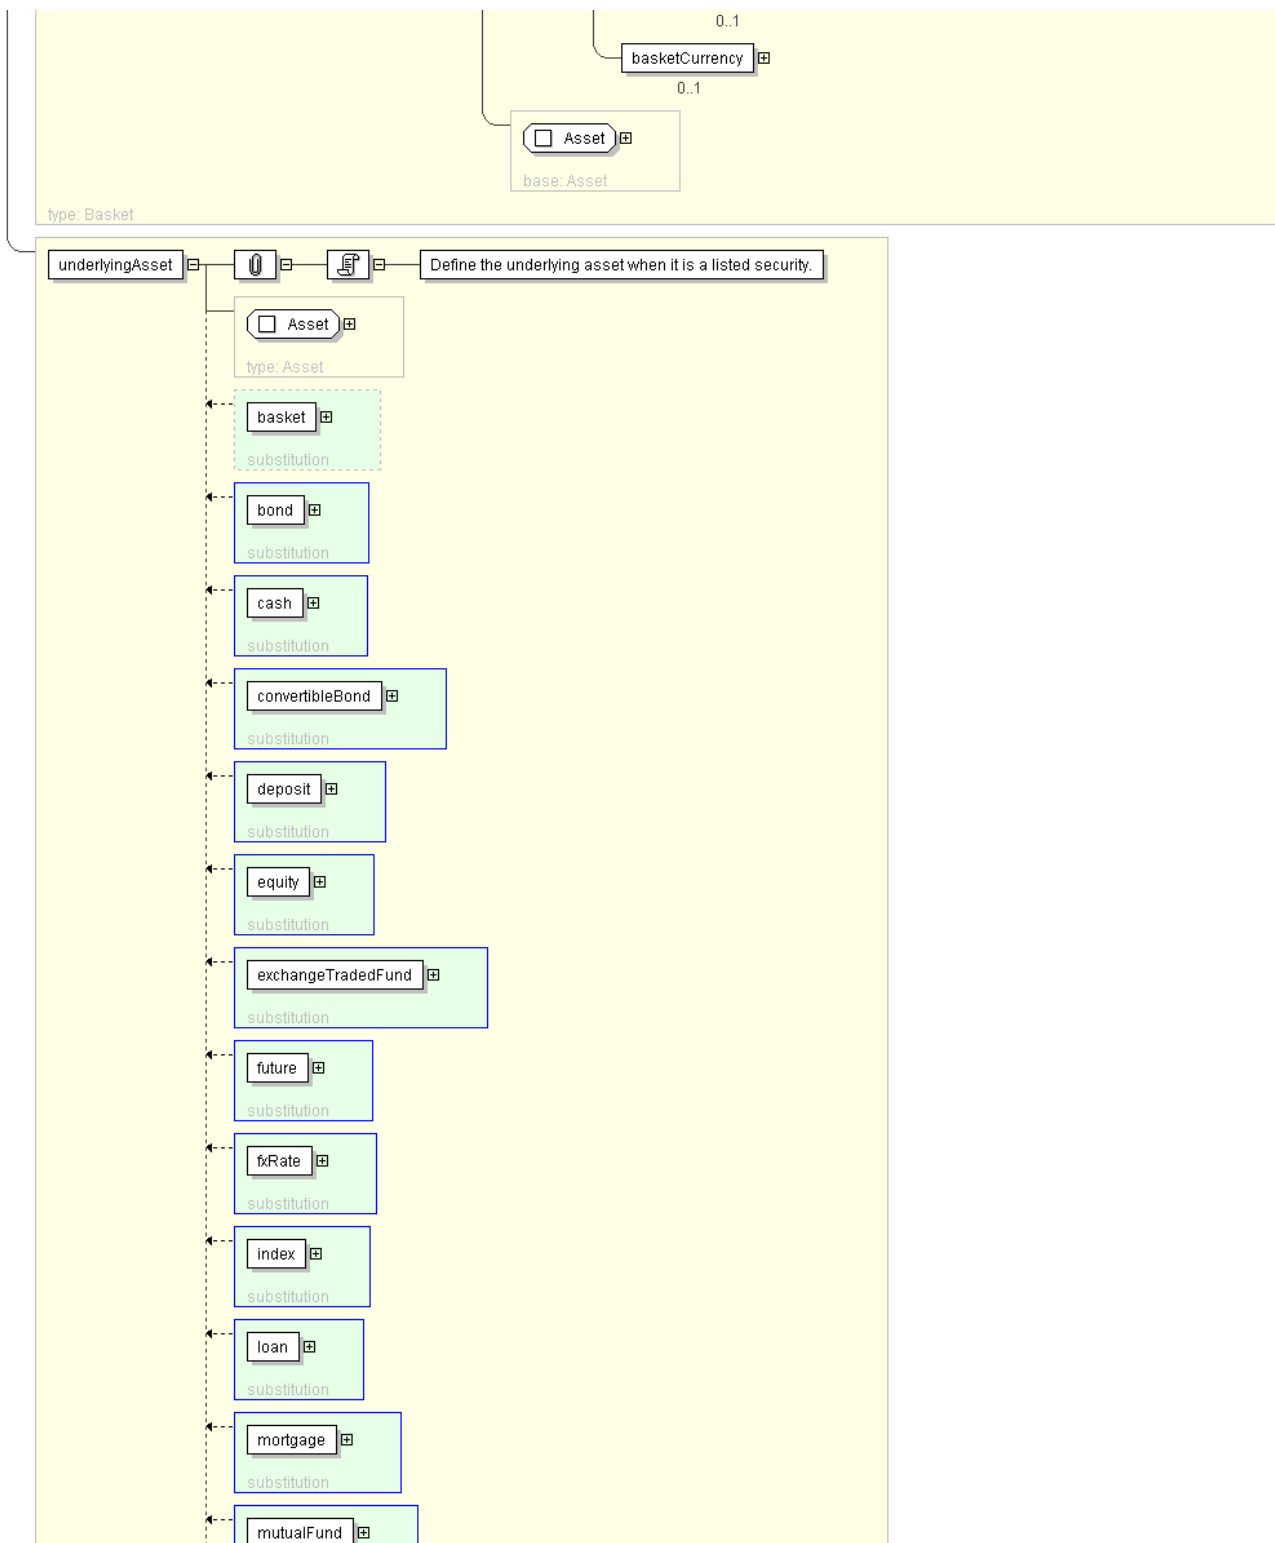 0..1
basketCurrency
0..1
Asset
base: Asset
type: Basket
underlyingAsset
Define the underlying asset when it is a listed security.
Asset
type: Asset
basket
substitution
bond
substitution
cash
substitution
convertibleBond
substitution
deposit
substitution
equity
substitution
exchangeTradedFund
substitution
future
substitution
fxRate
substitution
index
substitution
loan
substitution
mortgage
substitution
mutualFund